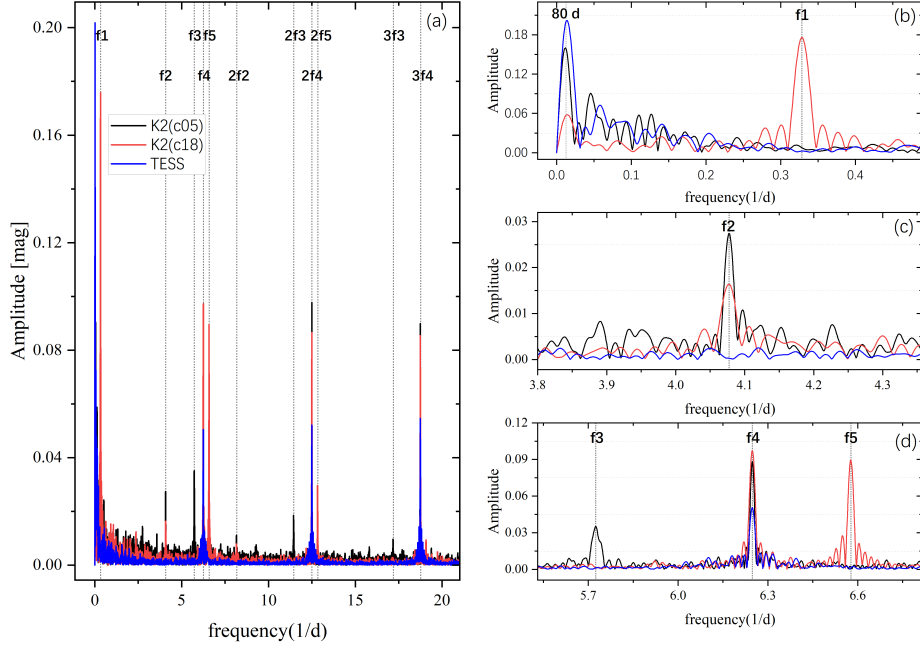 (a)
f1
f3 f5
2f3 2f5
3f3
f2
f4
2f2
2f4
3f4
K2(c05)
K2(c18)
TESS
Amplitude [mag]
0.20
0.16
0.12
0.08
0.04
0.00
0 5 10 15 20
frequency(1/d)
(b)
80 d
f1
Amplitude
0.18
0.12
0.06
0.00
0.0 0.1 0.2 0.3 0.4
frequency(1/d)
(c)
f2
Amplitude
0.03
0.02
0.01
0.00
3.8 3.9 4.0 4.1 4.2 4.3
frequency(1/d)
(d)
f3 f4 f5
Amplitude
0.12
0.09
0.06
0.03
0.00
5.7 6.0 6.3 6.6
frequency(1/d)